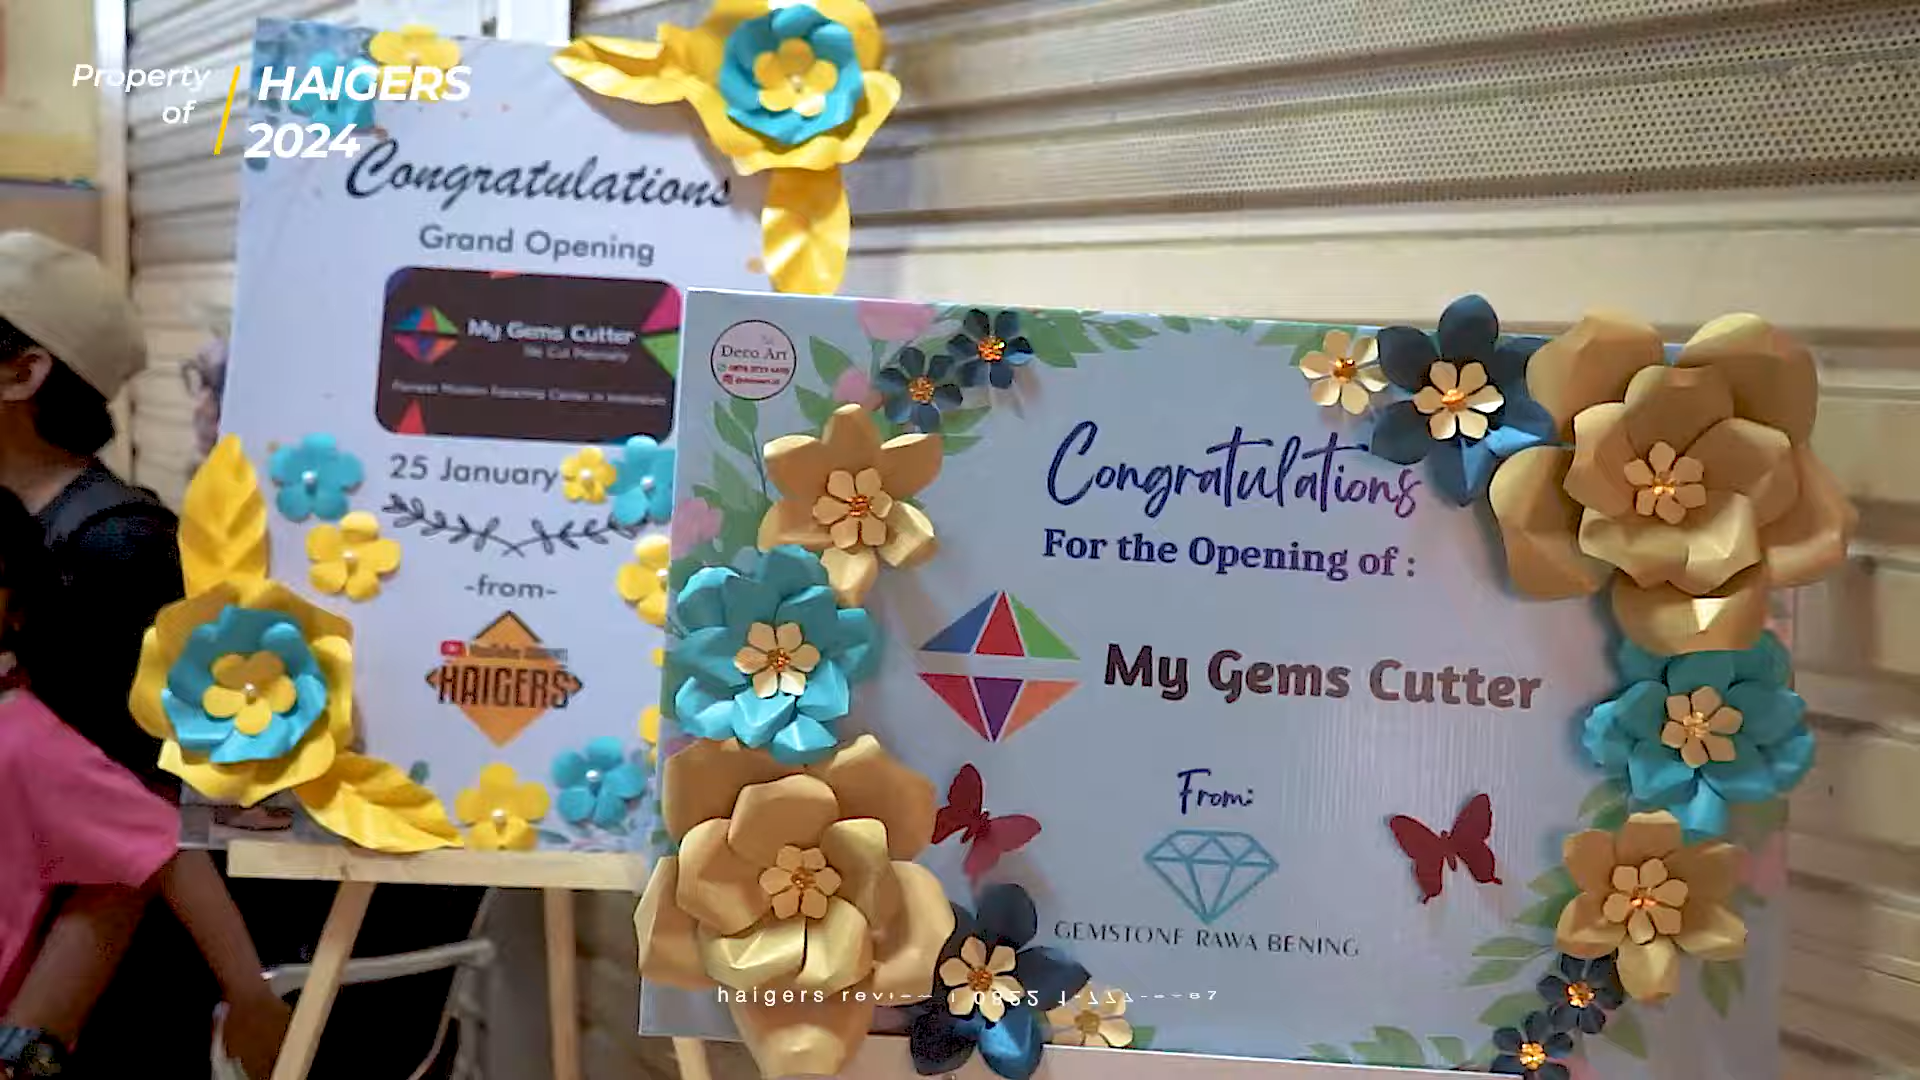 Property of
HAIGERS
2024
Congratulations
Grand Opening
My Gems Cutter
25 January
-from-
HAIGERS
Deco Art
Congratulations
For the Opening of :
My Gems Cutter
From:
GEMSTONE RAWA BENING
haigers